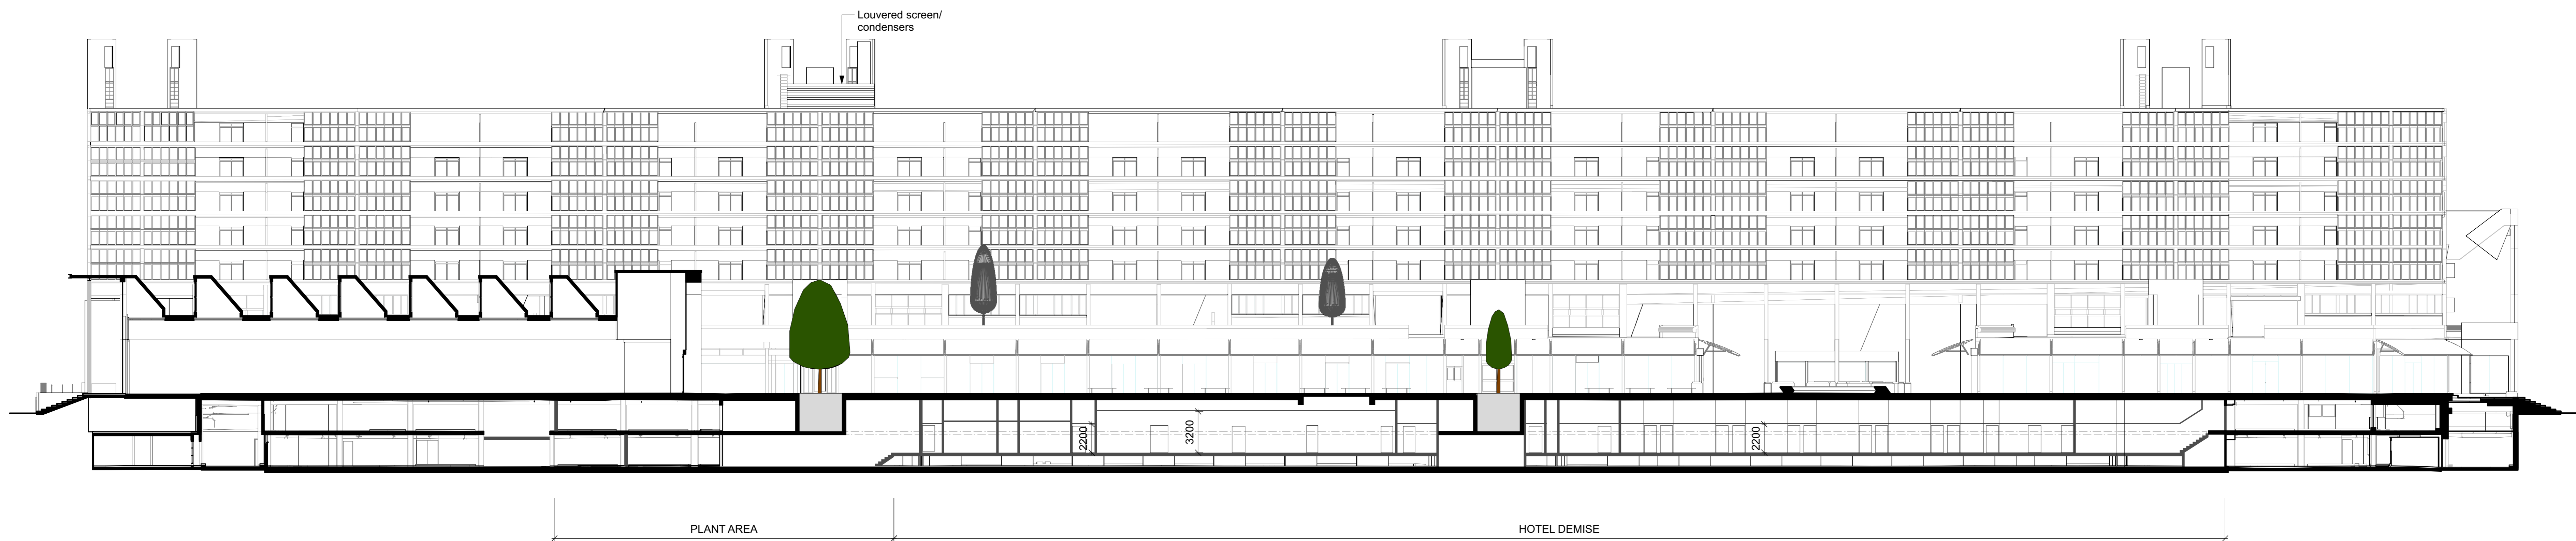 Louvered screen/
condensers
2200
3200
2200
PLANT AREA
HOTEL DEMISE